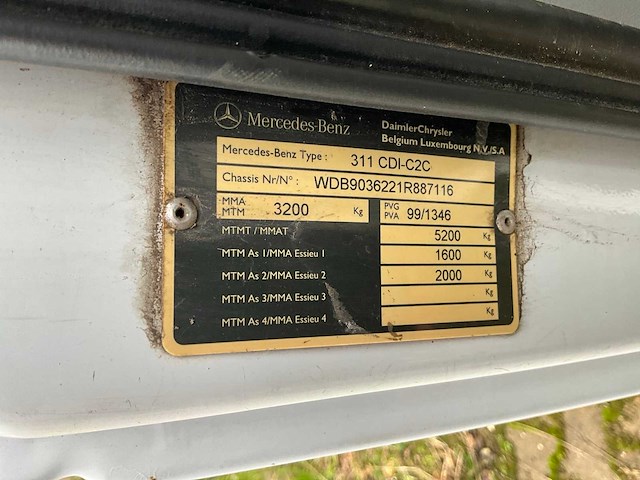 Mercedes-Benz DaimlerChrysler
Belgium Luxembourg N.V./S.A
Mercedes-Benz Type : 311 CDI-C2C
Chassis Nr/N° : WDB9036221R887116
MMA
MTM 3200 Kg PVG
PVA 99/1346
MTMT / MMAT 5200 Kg
MTM As 1/MMA Essieu 1 1600 Kg
MTM As 2/MMA Essieu 2 2000 Kg
MTM As 3/MMA Essieu 3 Kg
MTM As 4/MMA Essieu 4 Kg